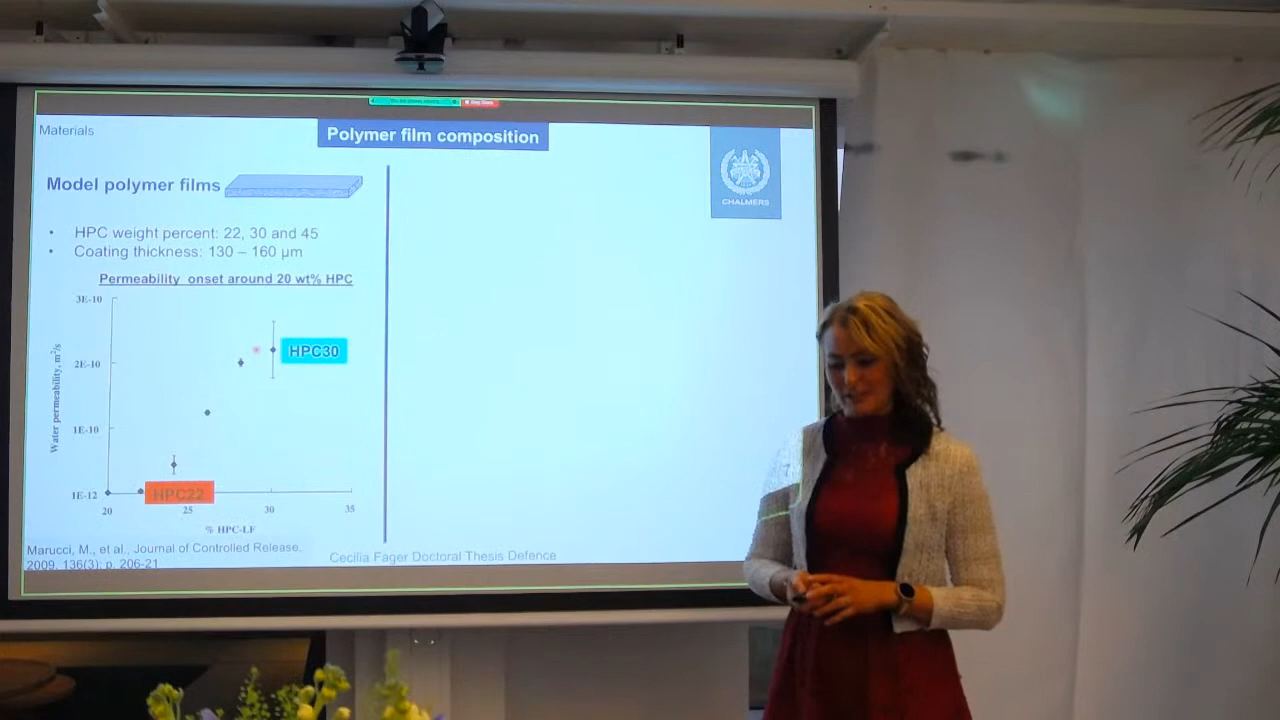 Materials
Polymer film composition
CHALMERS
Model polymer films
• HPC weight percent: 22, 30 and 45
• Coating thickness: 130 – 160 µm
Permeability onset around 20 wt% HPC
3E-10
2E-10
1E-10
1E-12
Water permeability, m²/s
HPC30
HPC22
20
25
30
35
% HPC-LF
Marucci, M., et al., Journal of Controlled Release,
2009. 136(3): p. 206-21
Cecilia Fager Doctoral Thesis Defence